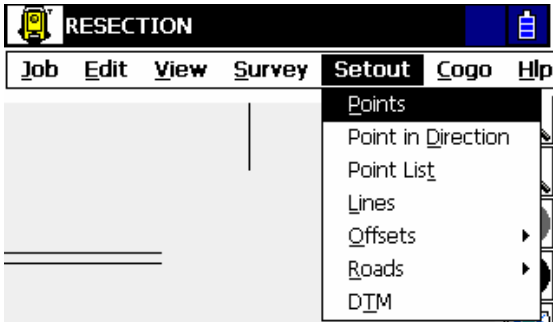 RESECTION
Job Edit View Survey Setout Cogo Hlp
Points
Point in Direction
Point List
Lines
Offsets
Roads
DTM